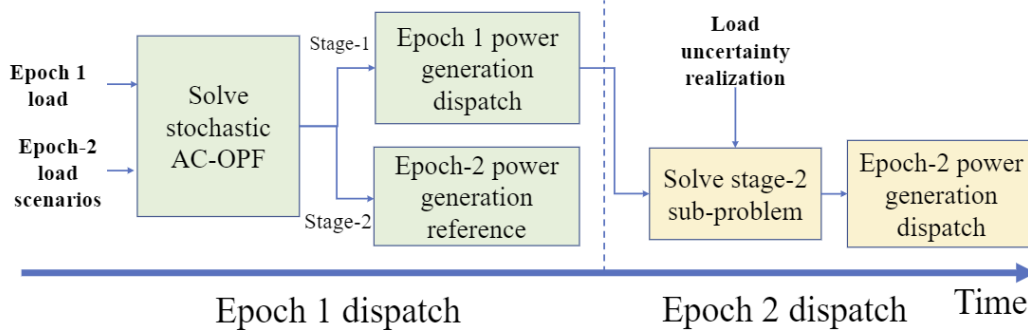 Epoch 1
load
Epoch-2
load
scenarios
Solve
stochastic
AC-OPF
Stage-1
Stage-2
Epoch 1 power
generation
dispatch
Epoch-2 power
generation
reference
Load
uncertainty
realization
Solve stage-2
sub-problem
Epoch-2 power
generation
dispatch
Epoch 1 dispatch
Epoch 2 dispatch
Time